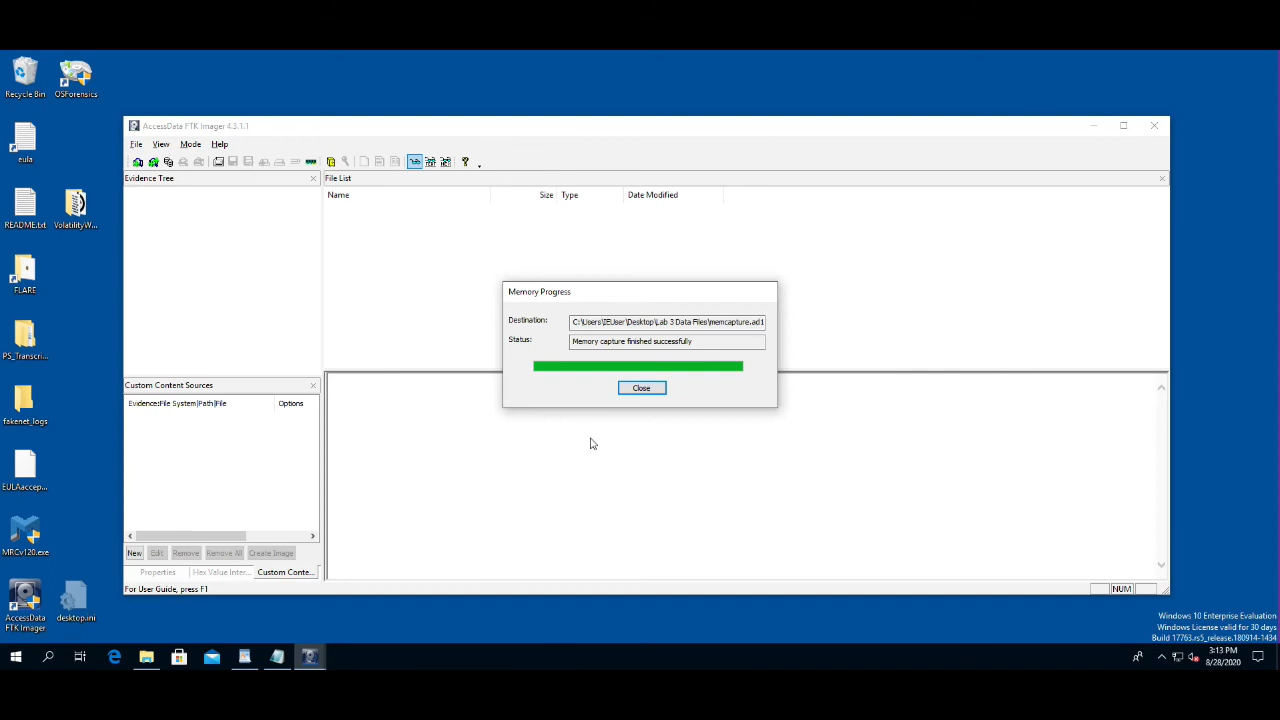 Recycle Bin
OSForensics
eula
README.txt
VolatilityW...
FLARE
PS_Transcri...
fakenet_logs
EULAaccep...
MRCv120.exe
AccessData
FTK Imager
desktop.ini
AccessData FTK Imager 4.3.1.1
File View Mode Help
Evidence Tree
File List
Name Size Type Date Modified
Memory Progress
Destination: C:\Users\IEUser\Desktop\Lab 3 Data Files\memcapture.ad1
Status: Memory capture finished successfully
Close
Custom Content Sources
Evidence:File System|Path|File Options
New Edit Remove Remove All Create Image
Properties Hex Value Inter... Custom Conte...
For User Guide, press F1
NUM
Windows 10 Enterprise Evaluation
Windows License valid for 30 days
Build 17763.rs5_release.180914-1434
3:13 PM
8/28/2020